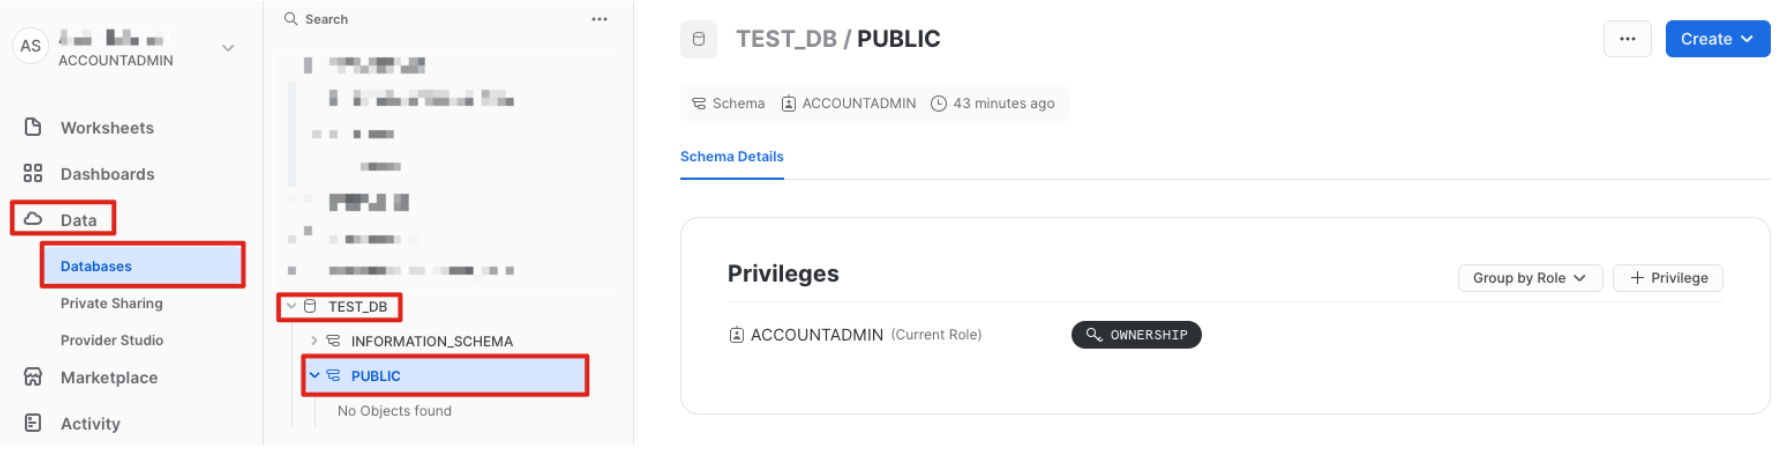 AS
ACCOUNTADMIN
Worksheets
Dashboards
Data
Databases
Private Sharing
Provider Studio
Marketplace
Activity
Search
TEST_DB
INFORMATION_SCHEMA
PUBLIC
No Objects found
TEST_DB / PUBLIC
Create
Schema ACCOUNTADMIN 43 minutes ago
Schema Details
Privileges
Group by Role
+ Privilege
ACCOUNTADMIN (Current Role) OWNERSHIP